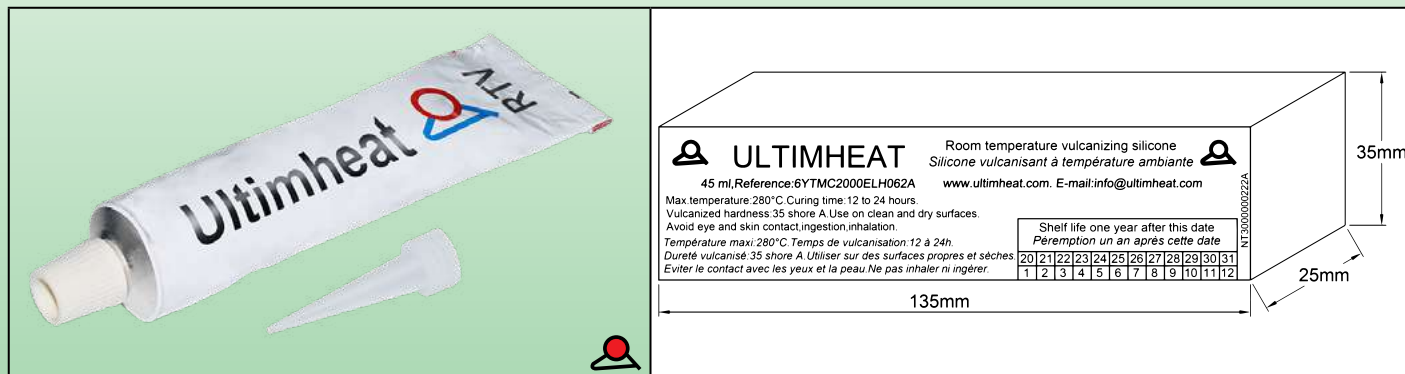 Ultimheat
RTV
ULTIMHEAT
Room temperature vulcanizing silicone
Silicone vulcanisant à température ambiante
45 ml,Reference:6YTMC2000ELH062A
www.ultimheat.com. E-mail:info@ultimheat.com
Max.temperature:280°C.Curing time:12 to 24 hours.
Vulcanized hardness:35 shore A.Use on clean and dry surfaces.
Avoid eye and skin contact,ingestion,inhalation.
Température maxi:280°C.Temps de vulcanisation:12 à 24h.
Dureté vulcanisé:35 shore A.Utiliser sur des surfaces propres et sèches.
Eviter le contact avec les yeux et la peau.Ne pas inhaler ni ingérer.
Shelf life one year after this date
Péremption un an après cette date
20 21 22 23 24 25 26 27 28 29 30 31
1 2 3 4 5 6 7 8 9 10 11 12
NT3000000222A
35mm
25mm
135mm